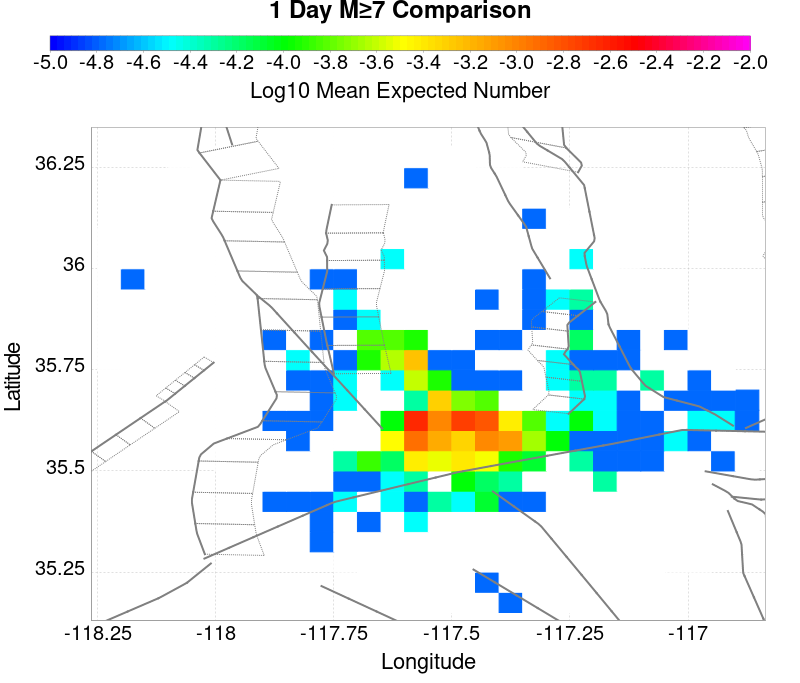 1 Day M≥7 Comparison
-5.0 -4.8 -4.6 -4.4 -4.2 -4.0 -3.8 -3.6 -3.4 -3.2 -3.0 -2.8 -2.6 -2.4 -2.2 -2.0
Log10 Mean Expected Number
36.25
36
35.75
35.5
35.25
Latitude
-118.25 -118 -117.75 -117.5 -117.25 -117
Longitude